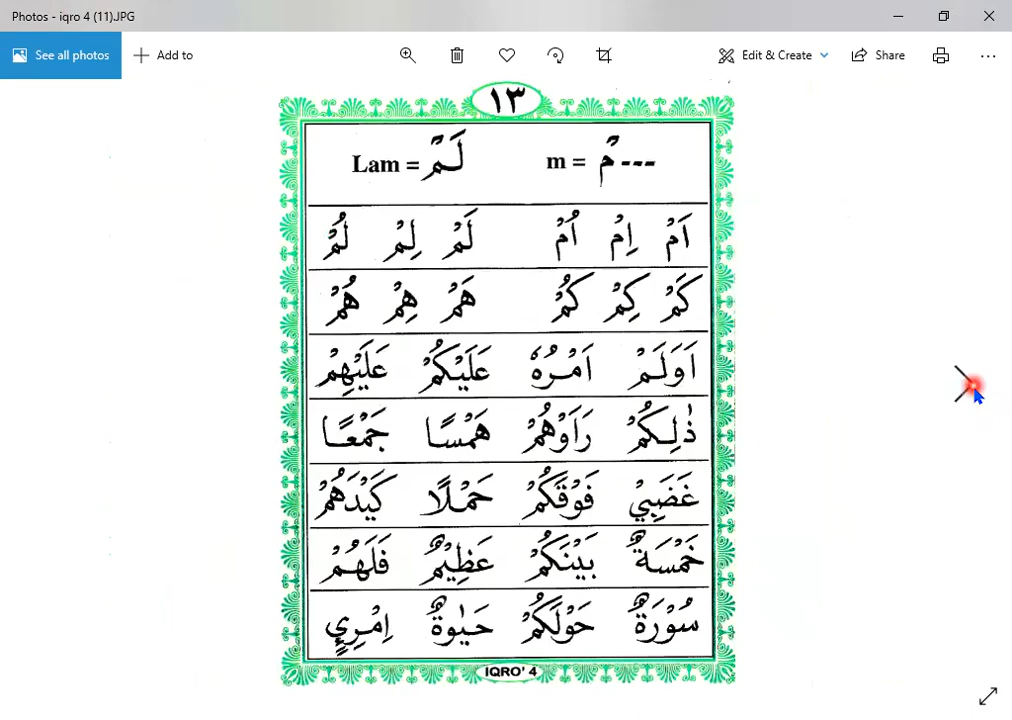 Photos - iqro 4 (11).JPG
See all photos Add to Edit & Create Share
١٣
---مْ = m لَمْ = Lam
اَمْ اِمْ اُمْ لَمْ لِمْ لُمْ
كَمْ كِمْ كُمْ هَمْ هِمْ هُمْ
اَوَلَمْ اَمْرُهٗ عَلَيْكُمْ عَلَيْهِمْ
ذٰلِكُمْ رَاَوْهُمْ هَمْسًا جَمْعًا
غَضَبِيْ فَوْقَكُمْ حَمْلًا كَيْدَهُمْ
خَمْسَةٌ بَيْنَكُمْ عَظِيْمٌ فَلَهُمْ
سُوْرَةٌ حَوْلَكُمْ حَيٰوةٌ اِمْرِيٍ
IQRO' 4